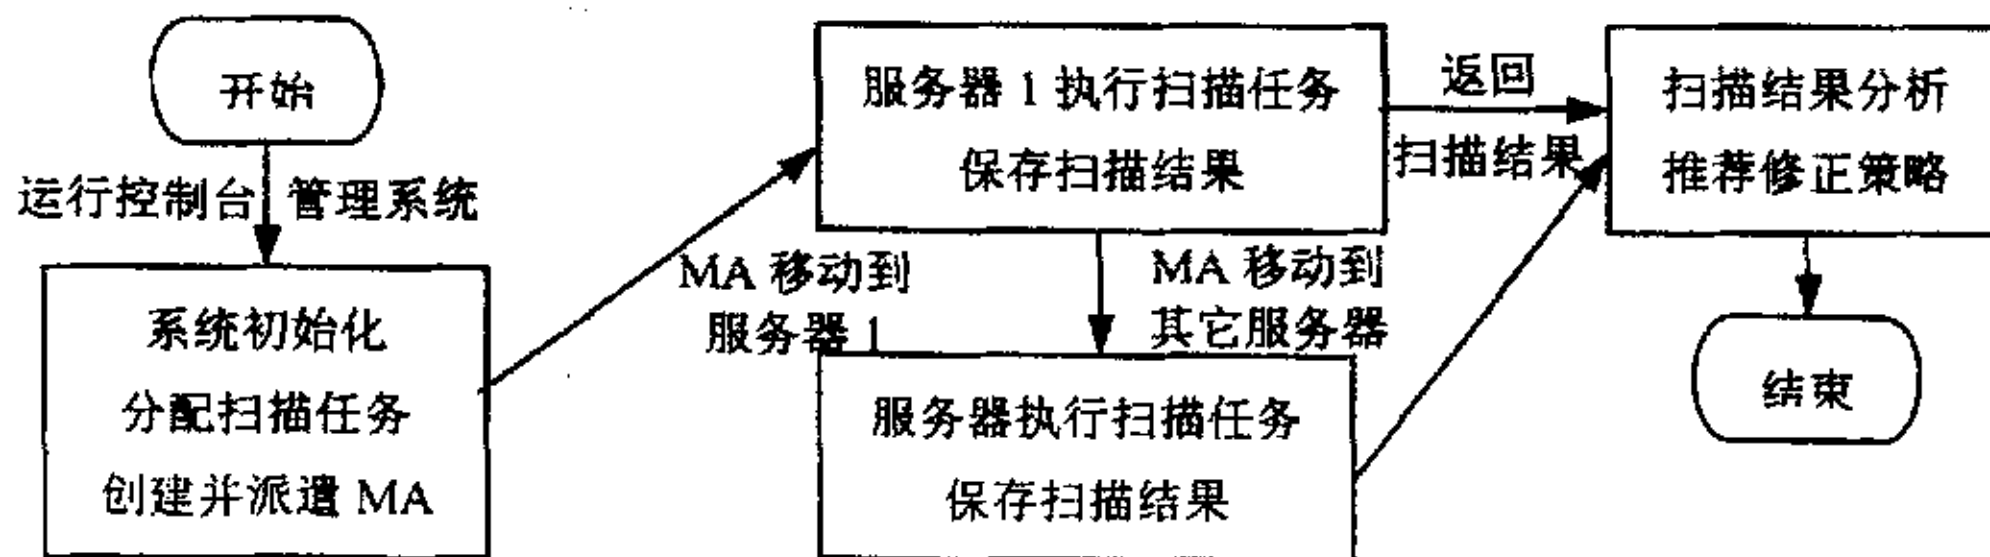 开始
运行控制台 管理系统
系统初始化
分配扫描任务
创建并派遣 MA
MA 移动到
服务器 1
服务器 1 执行扫描任务
保存扫描结果
MA 移动到
其它服务器
服务器执行扫描任务
保存扫描结果
返回
扫描结果
扫描结果分析
推荐修正策略
结束